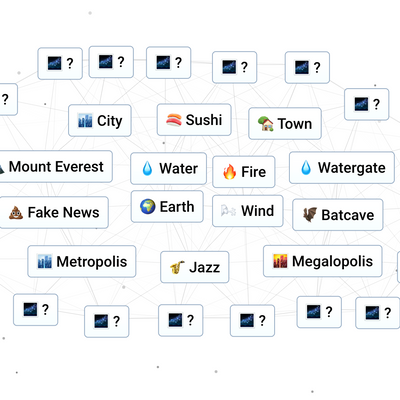 ?
?
?
?
?
?
?
City
Sushi
Town
Mount Everest
Water
Fire
Watergate
Fake News
Earth
Wind
Batcave
Metropolis
Jazz
Megalopolis
?
?
?
?
?
?